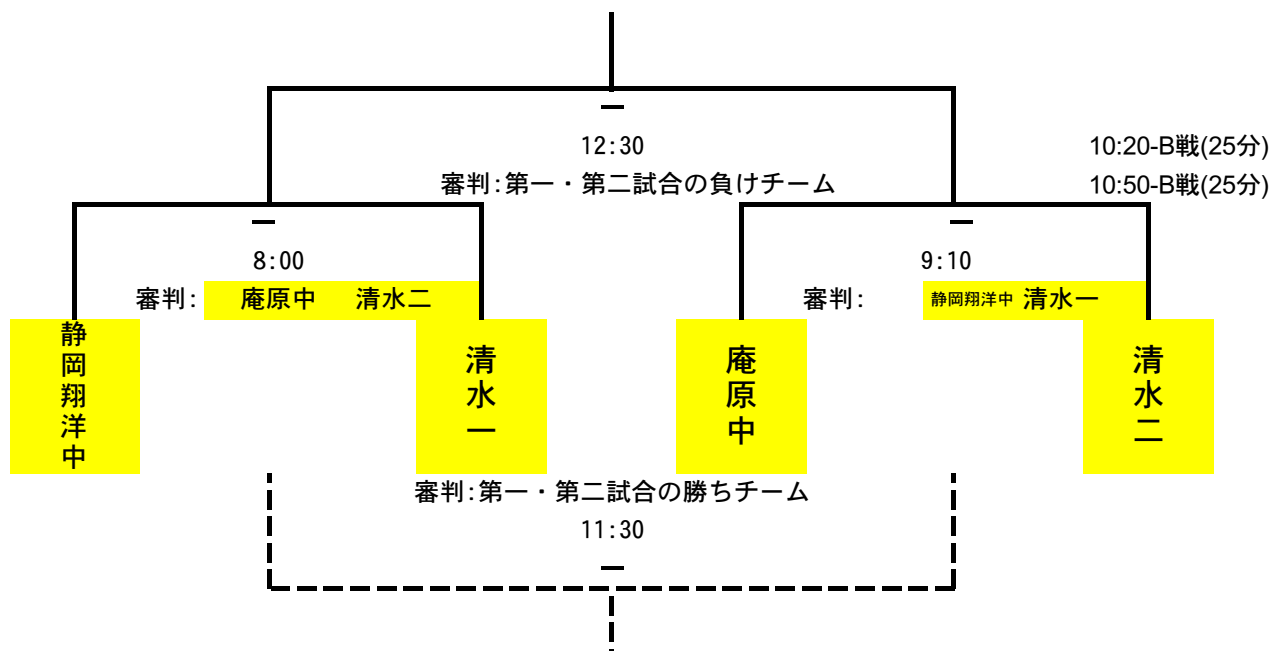 12:30
10:20-B戦(25分)
審判:第一・第二試合の負けチーム
10:50-B戦(25分)
8:00
9:10
審判: 庵原中 清水二
審判: 静岡翔洋中 清水一
静岡翔洋中
清水一
庵原中
清水二
審判:第一・第二試合の勝ちチーム
11:30